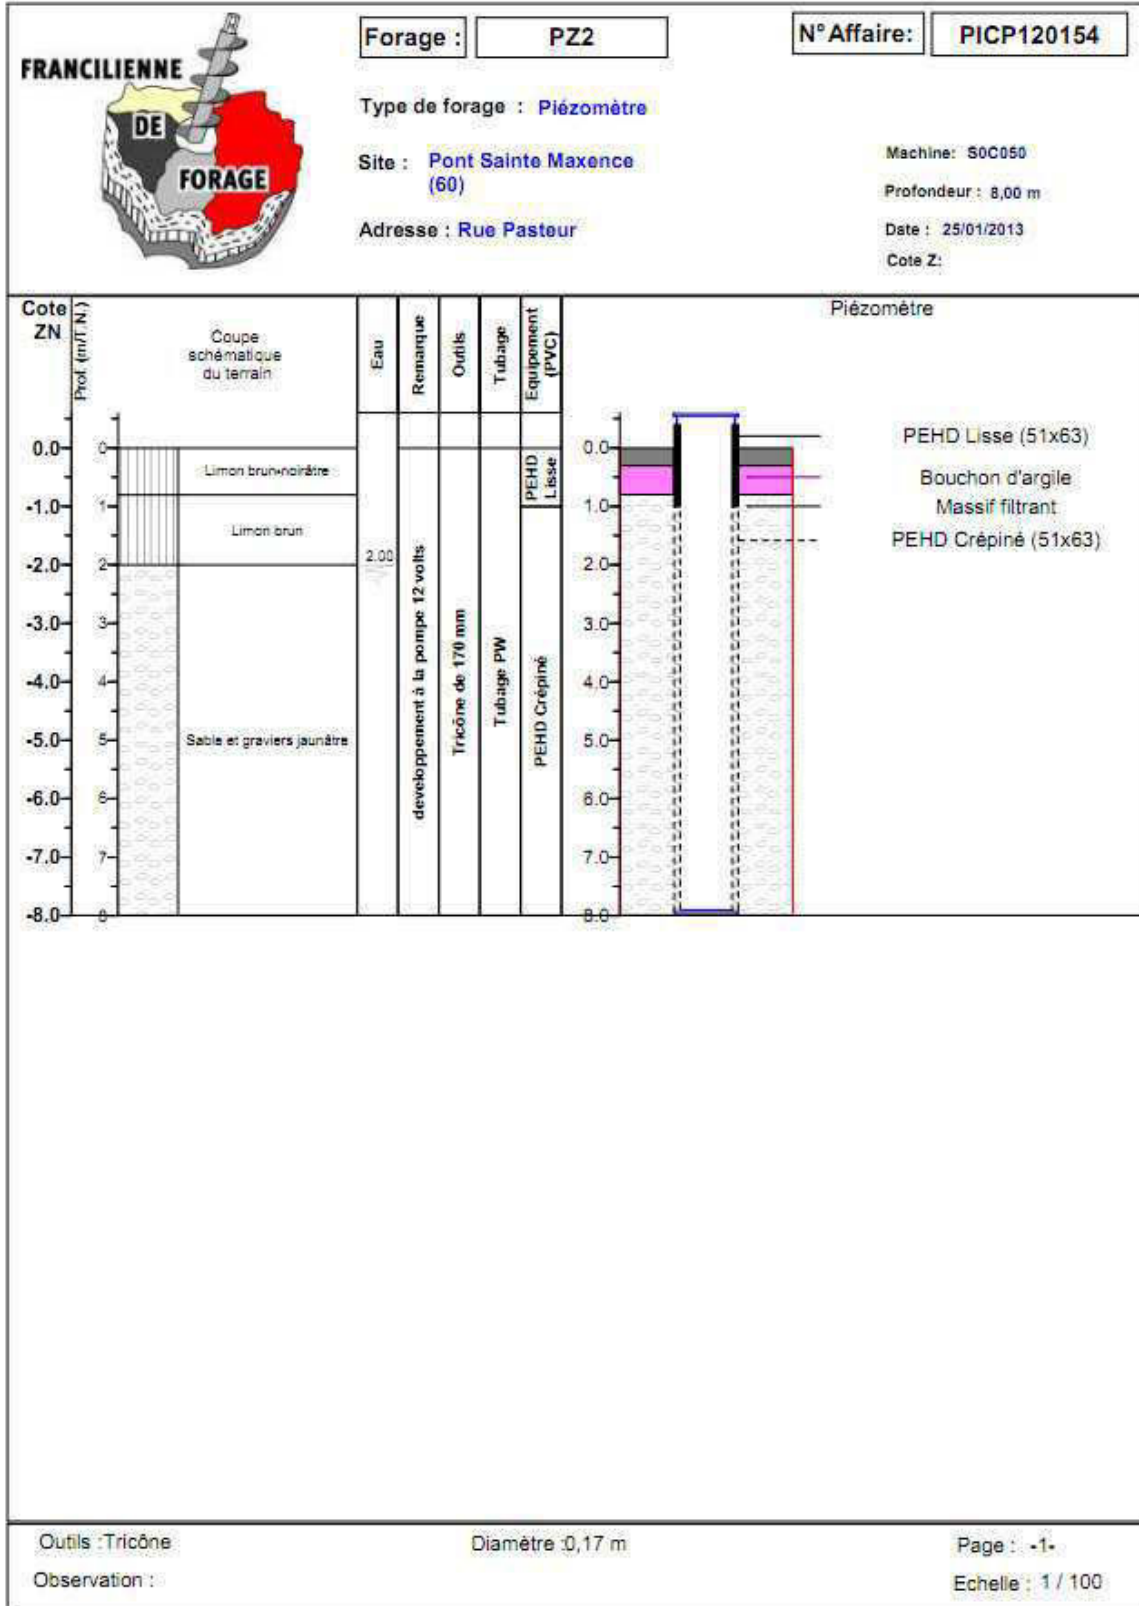 FRANCILIENNE
DE
FORAGE
Forage :
PZ2
N° Affaire:
PICP120154
Type de forage : Piézomètre
Site : Pont Sainte Maxence
(60)
Adresse : Rue Pasteur
Machine: S0C050
Profondeur : 8,00 m
Date : 25/01/2013
Cote Z:
Cote
ZN
Prof. (m/T.N.)
Coupe
schématique
du terrain
Eau
Remarque
Outils
Tubage
Equipement
(PVC)
Piézomètre
0.0
-1.0
-2.0
-3.0
-4.0
-5.0
-6.0
-7.0
-8.0
0
1
2
3
4
5
6
7
8
Limon brun-noirâtre
Limon brun
Sable et graviers jaunâtre
2.00
developpement à la pompe 12 volts
Tricône de 170 mm
Tubage PW
PEHD
Lisse
PEHD Crépiné
0.0
1.0
2.0
3.0
4.0
5.0
6.0
7.0
8.0
PEHD Lisse (51x63)
Bouchon d'argile
Massif filtrant
PEHD Crépiné (51x63)
Outils :Tricône
Diamètre :0,17 m
Page : -1-
Observation :
Echelle : 1 / 100